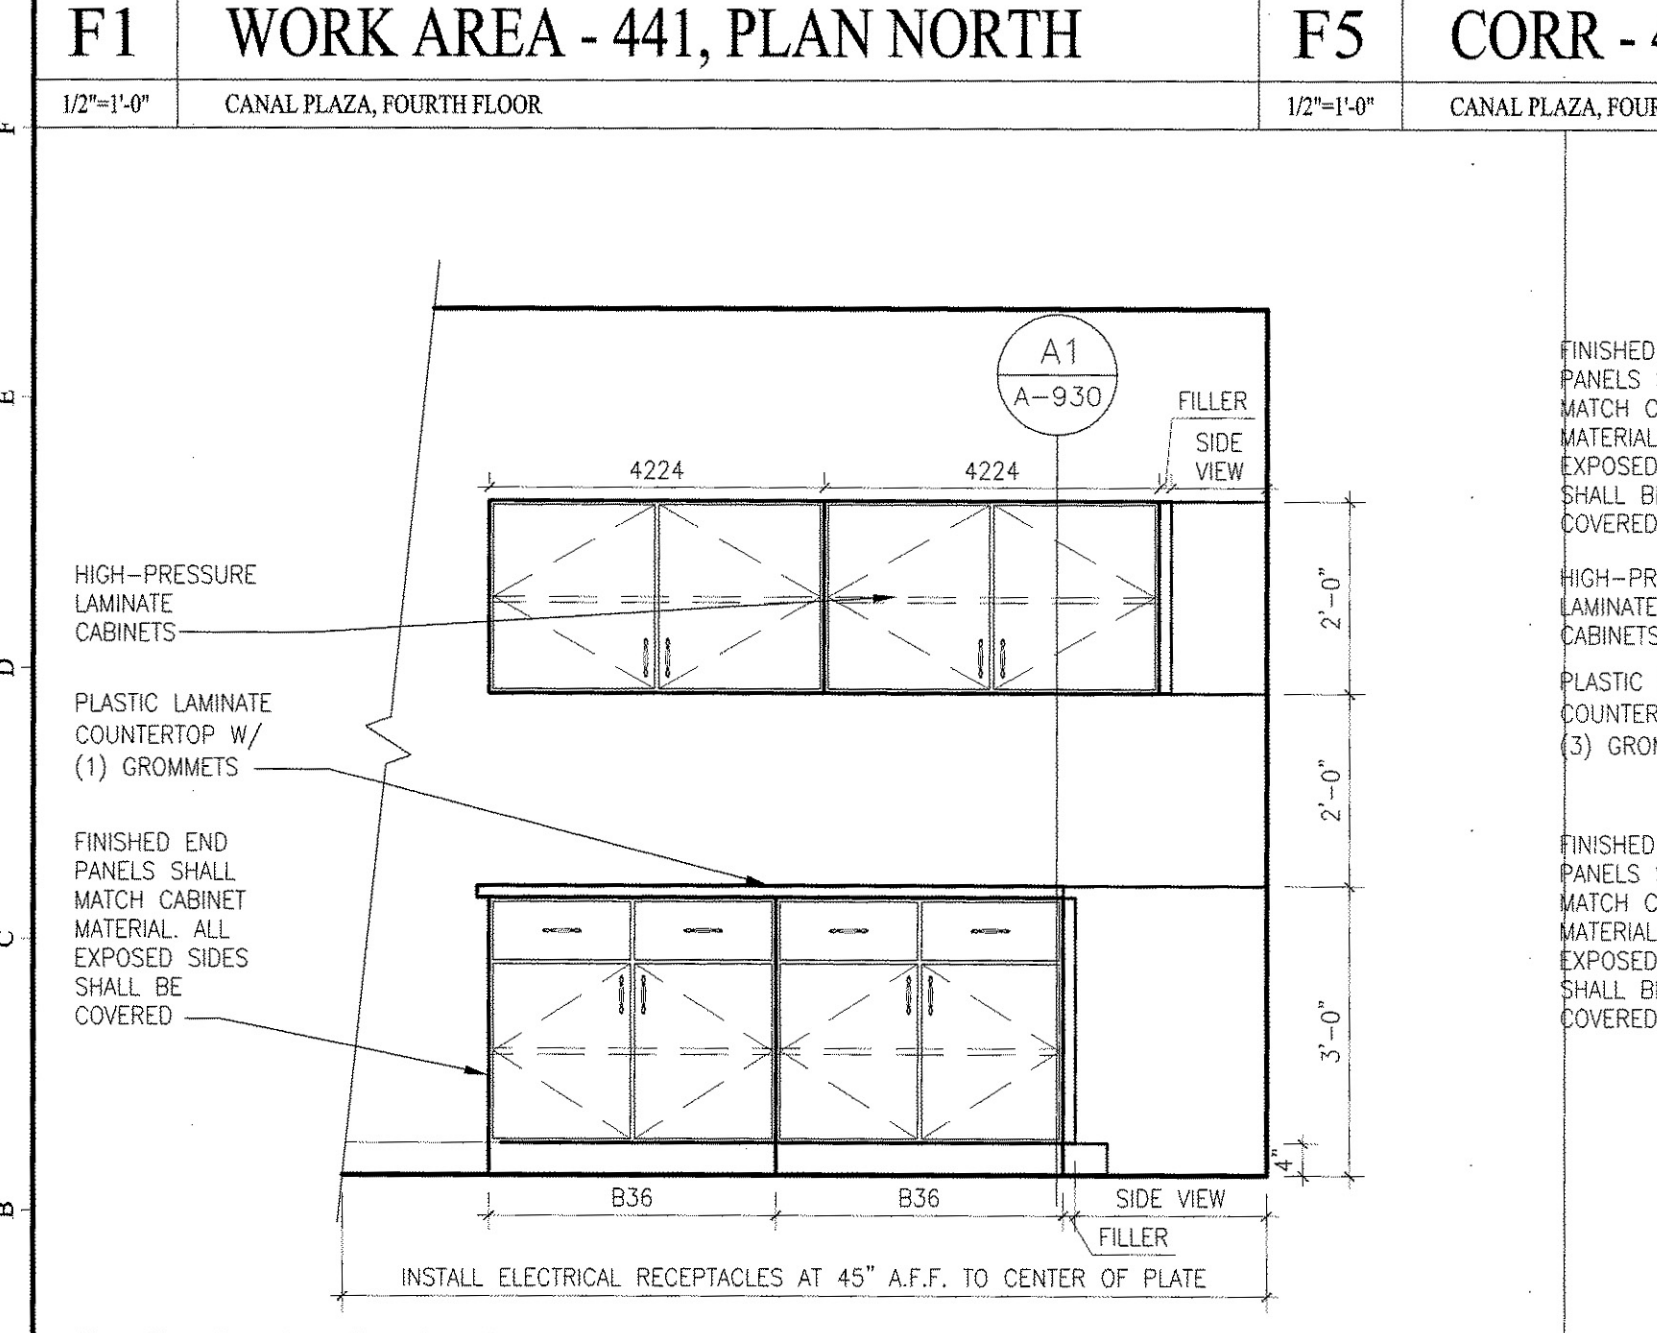 F1
WORK AREA - 441, PLAN NORTH
F5
CORR - 4
1/2"=1'-0"
CANAL PLAZA, FOURTH FLOOR
1/2"=1'-0"
CANAL PLAZA, FOUR
F
E
D
C
B
A1
A-930
FILLER
SIDE
VIEW
4224
4224
HIGH-PRESSURE
LAMINATE
CABINETS
PLASTIC LAMINATE
COUNTERTOP W/
(1) GROMMETS
FINISHED END
PANELS SHALL
MATCH CABINET
MATERIAL. ALL
EXPOSED SIDES
SHALL BE
COVERED
2'-0"
2'-0"
3'-0"
4"
B36
B36
SIDE VIEW
FILLER
INSTALL ELECTRICAL RECEPTACLES AT 45" A.F.F. TO CENTER OF PLATE
FINISHED
PANELS
MATCH C
MATERIAL
EXPOSED
SHALL B
COVERED
HIGH-PR
LAMINATE
CABINETS
PLASTIC
COUNTER
(3) GRO
FINISHED
PANELS
MATCH C
MATERIAL
EXPOSED
SHALL B
COVERED